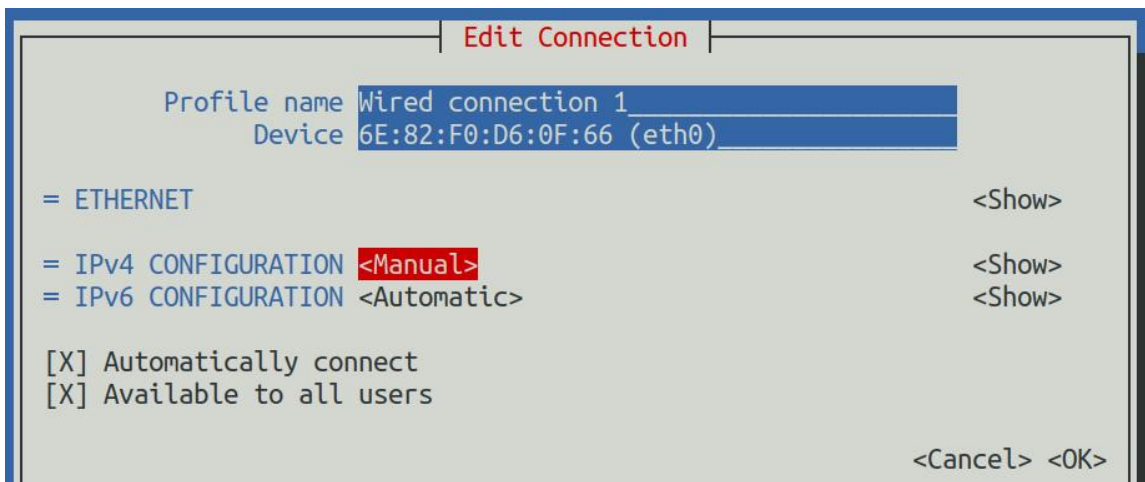 Edit Connection
Profile name Wired connection 1
Device 6E:82:F0:D6:0F:66 (eth0)
= ETHERNET <Show>
= IPv4 CONFIGURATION <Manual> <Show>
= IPv6 CONFIGURATION <Automatic> <Show>
[X] Automatically connect
[X] Available to all users
<Cancel> <OK>